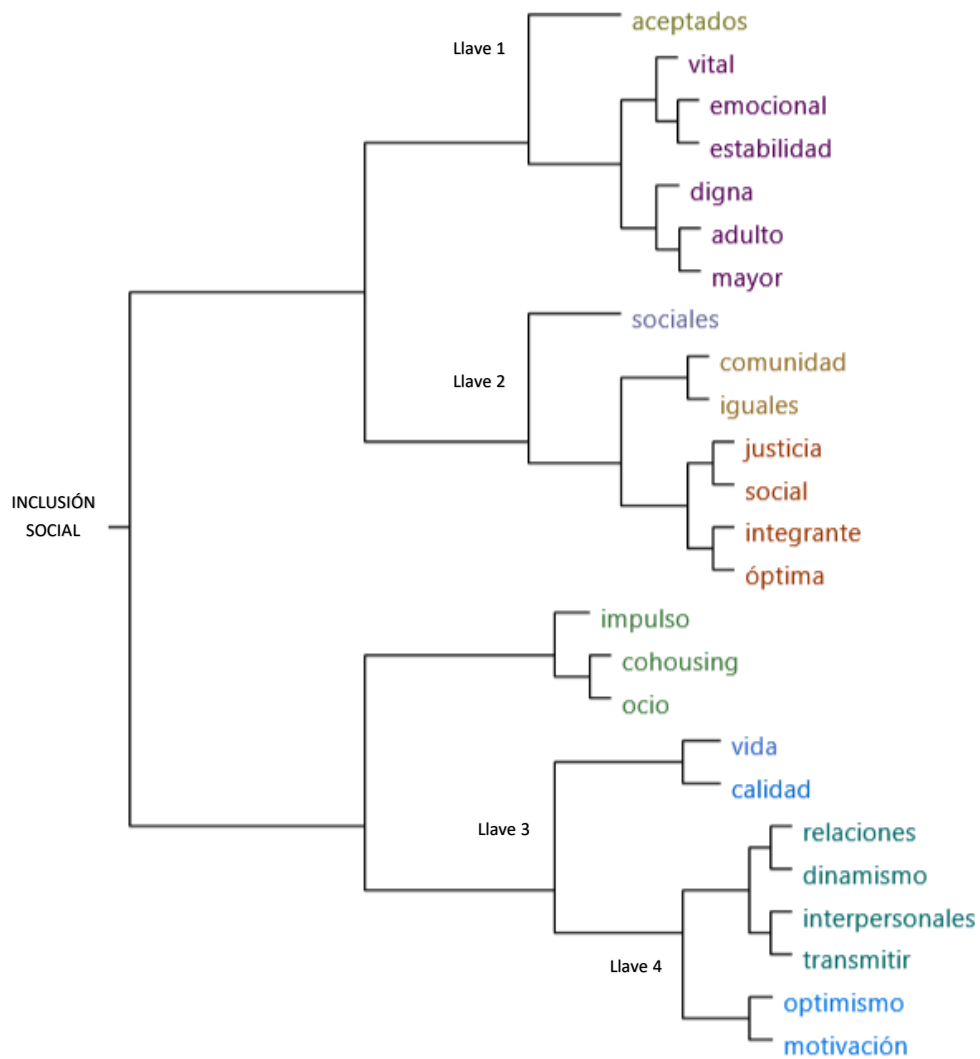 aceptados
Llave 1
vital
emocional
estabilidad
digna
adulto
mayor
sociales
comunidad
Llave 2
iguales
justicia
social
INCLUSIÓN
SOCIAL
integrante
óptima
impulso
cohousing
ocio
vida
calidad
Llave 3
relaciones
dinamismo
interpersonales
transmitir
Llave 4
optimismo
motivación